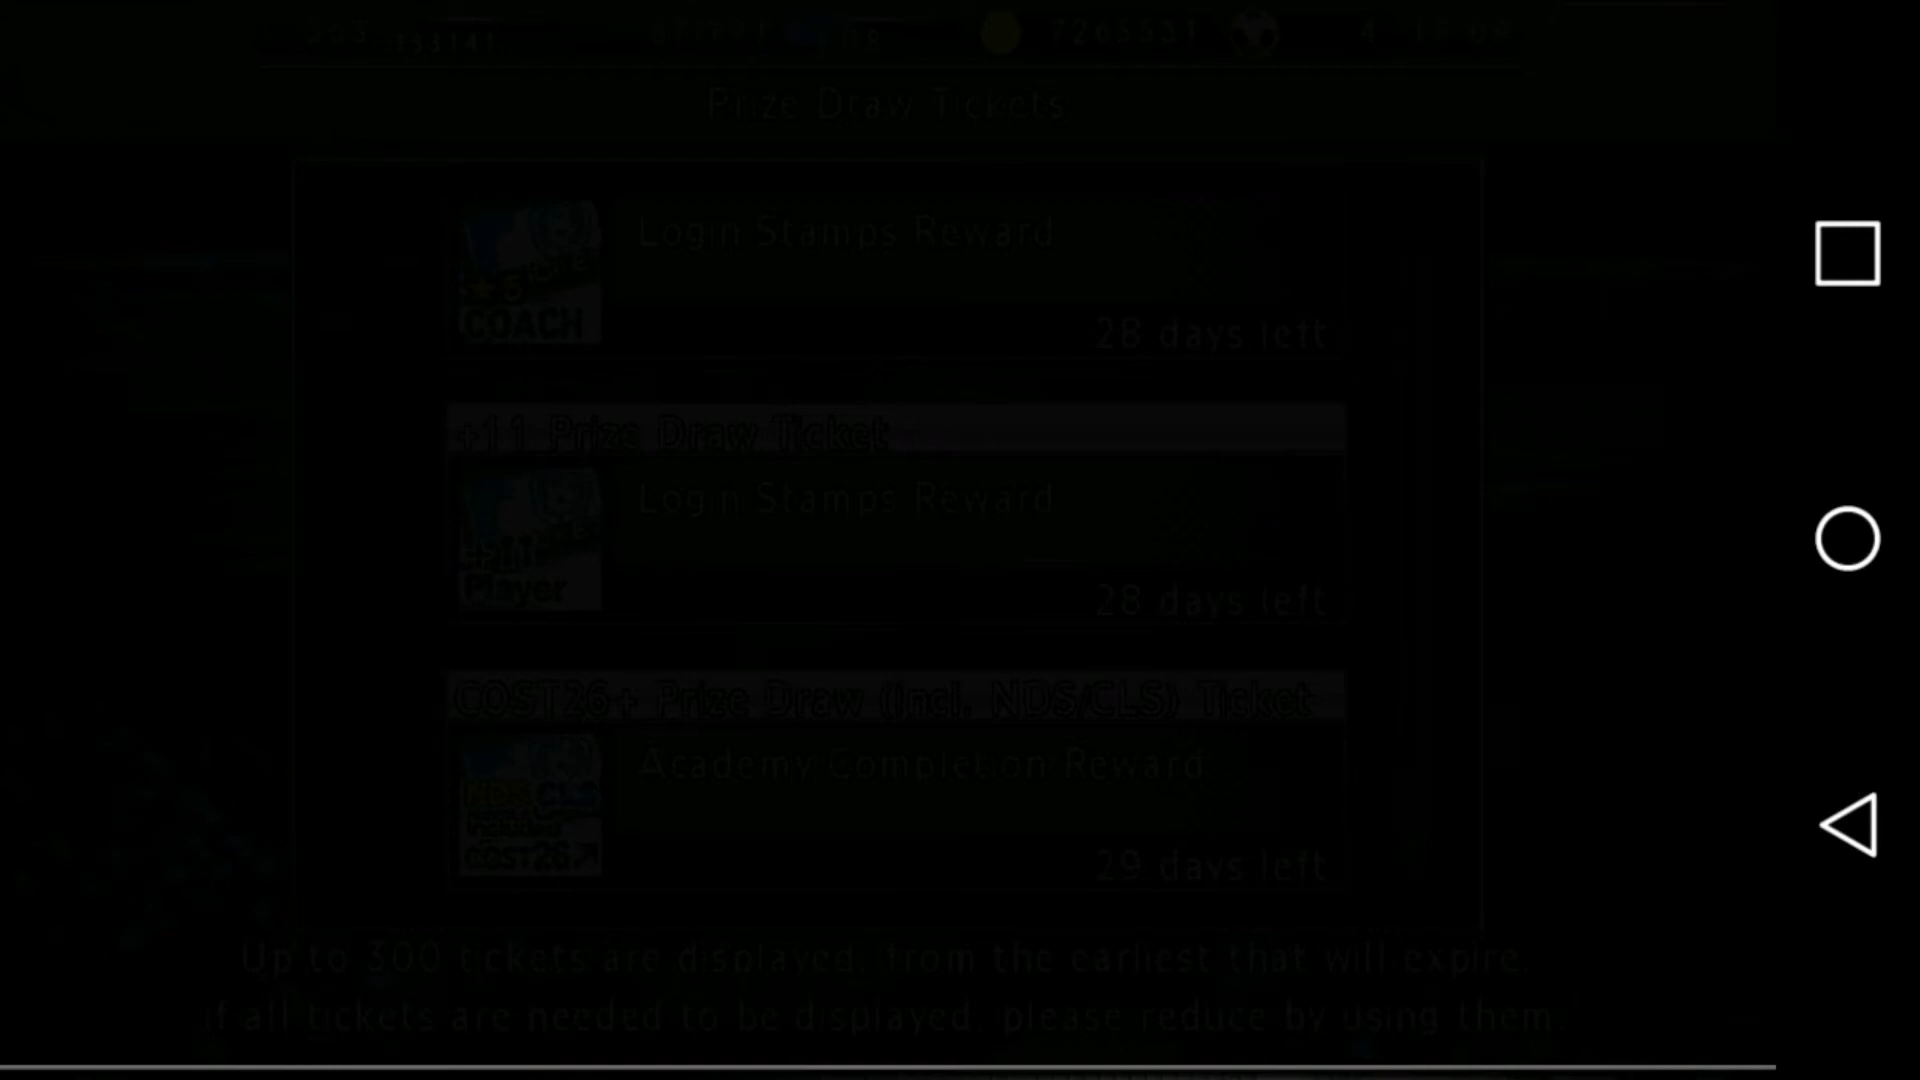 7265531
Prize Draw Tickets
Login Stamps Reward
COACH
28 days left
+11 Prize Draw Ticket
Login Stamps Reward
Player
28 days left
COST26+ Prize Draw (incl. NDS/CLS) Ticket
Academy Completion Reward
COST26
29 days left
Up to 300 tickets are displayed, from the earliest that will expire.
If all tickets are needed to be displayed, please reduce by using them.